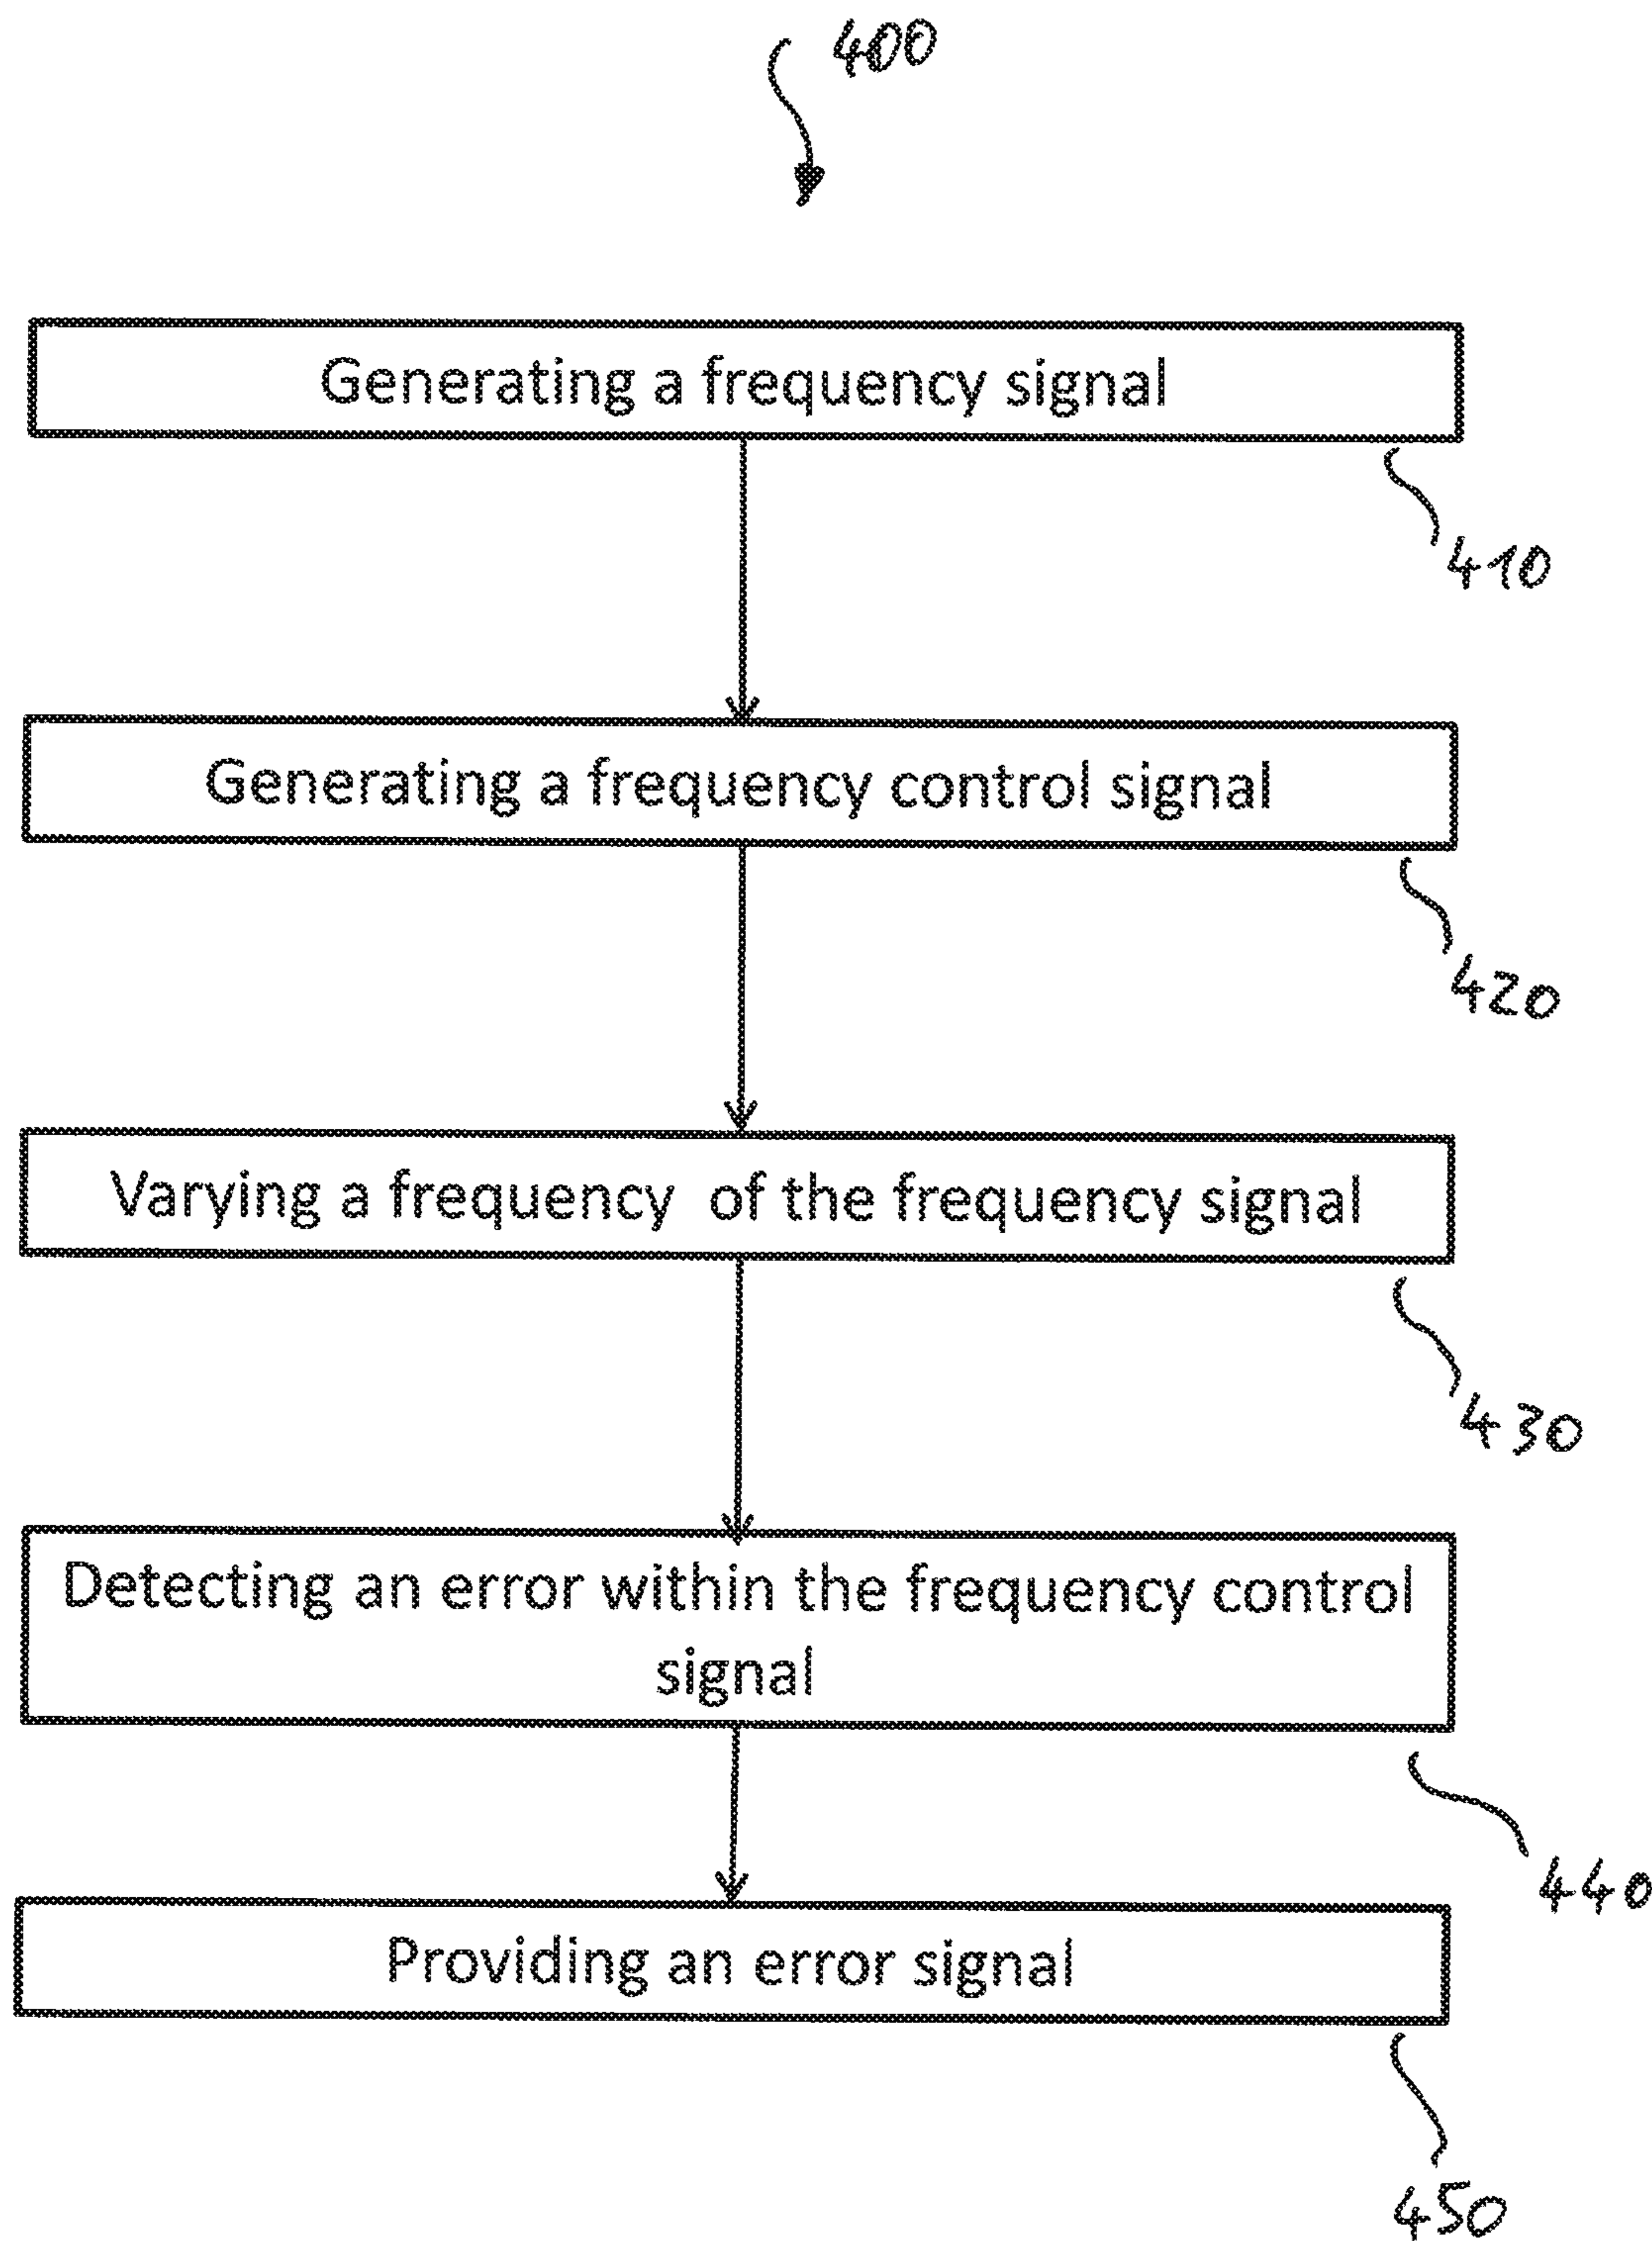 400
Generating a frequency signal
410
Generating a frequency control signal
420
Varying a frequency of the frequency signal
430
Detecting an error within the frequency control
signal
440
Providing an error signal
450